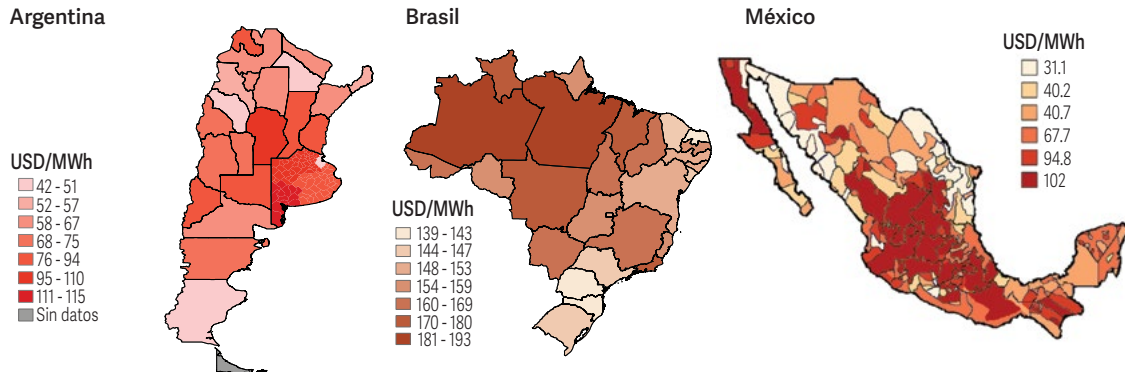 Argentina
USD/MWh
42 - 51
52 - 57
58 - 67
68 - 75
76 - 94
95 - 110
111 - 115
Sin datos
Brasil
USD/MWh
139 - 143
144 - 147
148 - 153
154 - 159
160 - 169
170 - 180
181 - 193
México
USD/MWh
31.1
40.2
40.7
67.7
94.8
102